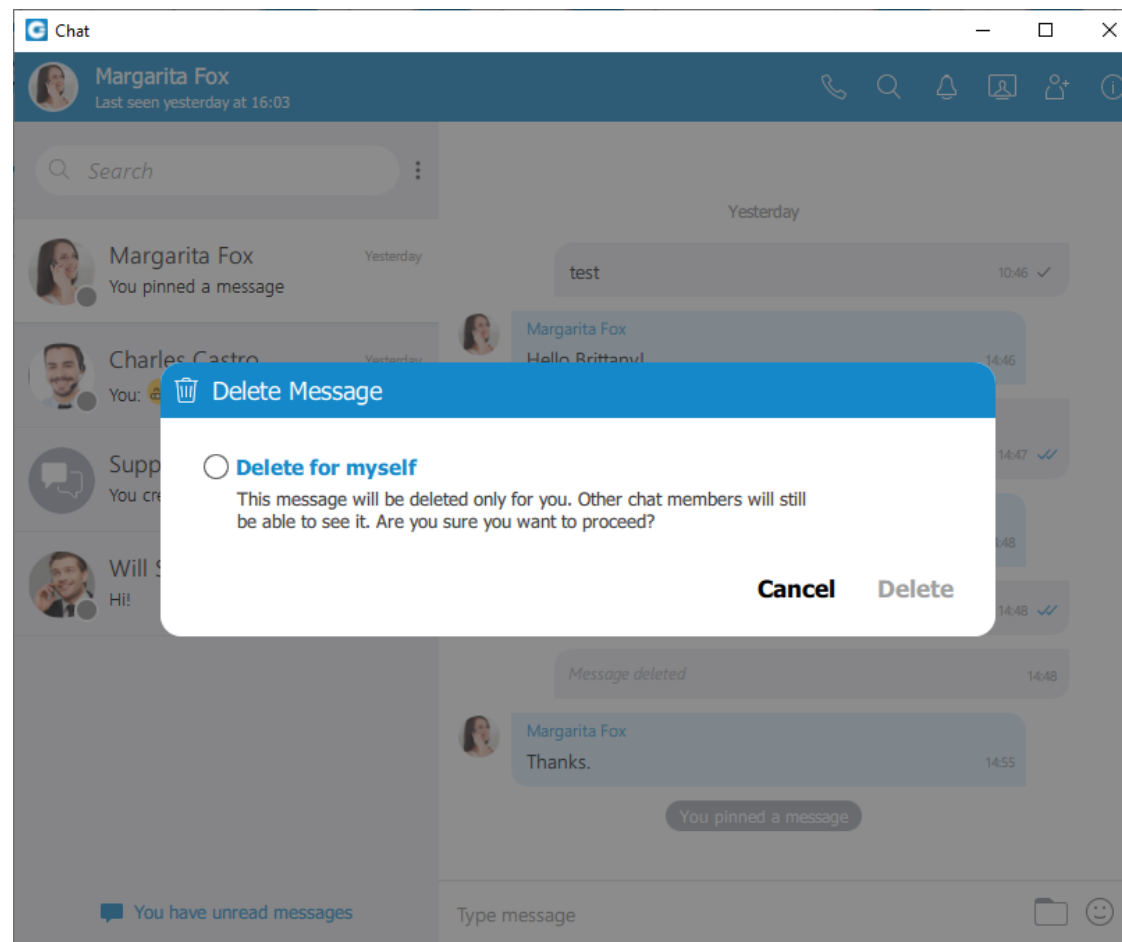 Chat
Margarita Fox
Last seen yesterday at 16:03
Search
Margarita Fox
Yesterday
You pinned a message
Charles Castro
Yesterday
You:
Supp
You cre
Will S
Hi!
You have unread messages
Yesterday
test
10:46
Margarita Fox
Hello Brittany!
14:46
14:47
14:48
14:48
Message deleted
14:48
Margarita Fox
Thanks.
14:55
You pinned a message
Type message
Delete Message
Delete for myself
This message will be deleted only for you. Other chat members will still
be able to see it. Are you sure you want to proceed?
Cancel
Delete